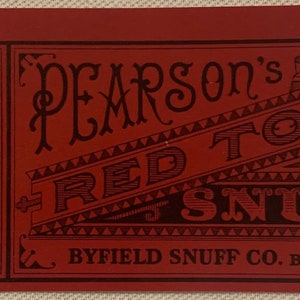 PEARSON'S
RED TO
SNU
BYFIELD SNUFF CO. B